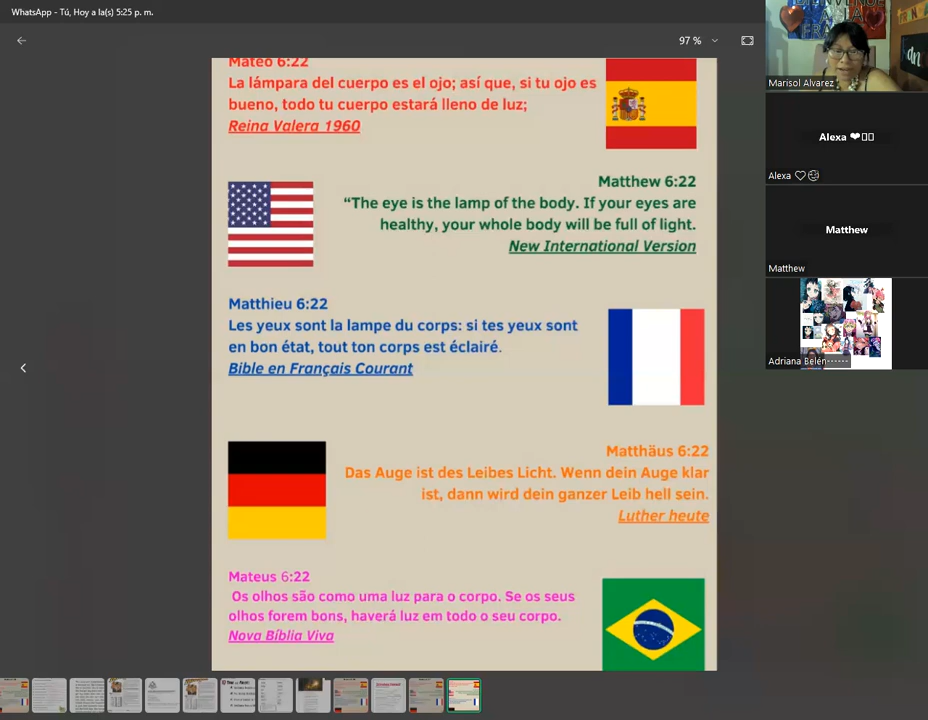 WhatsApp - Tú, Hoy a la(s) 5:25 p. m.
97 %
Mateo 6:22
La lámpara del cuerpo es el ojo; así que, si tu ojo es
bueno, todo tu cuerpo estará lleno de luz;
Reina Valera 1960
Matthew 6:22
“The eye is the lamp of the body. If your eyes are
healthy, your whole body will be full of light.
New International Version
Matthieu 6:22
Les yeux sont la lampe du corps: si tes yeux sont
en bon état, tout ton corps est éclairé.
Bible en Français Courant
Matthäus 6:22
Das Auge ist des Leibes Licht. Wenn dein Auge klar
ist, dann wird dein ganzer Leib hell sein.
Luther heute
Mateus 6:22
Os olhos são como uma luz para o corpo. Se os seus
olhos forem bons, haverá luz em todo o seu corpo.
Nova Bíblia Viva
Marisol Alvarez
Alexa ❤
Alexa
Matthew
Matthew
Adriana Belén------